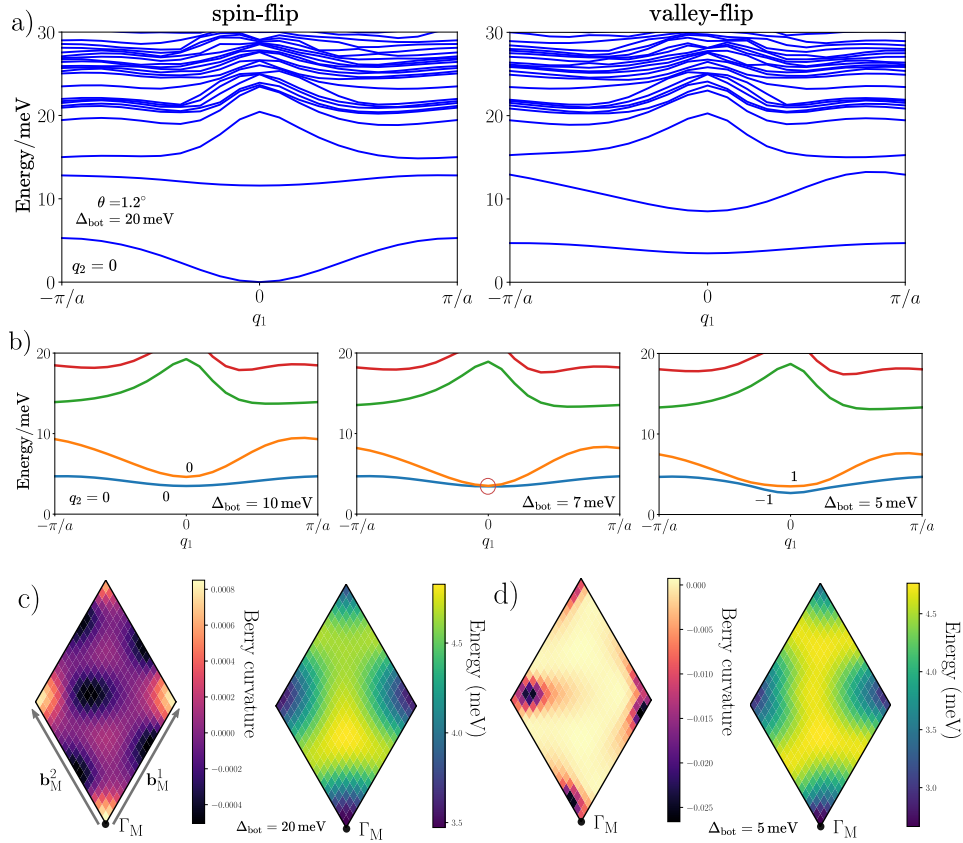 a)
spin-flip
valley-flip
Energy/meV
30
20
10
0
θ =1.2°
Δbot = 20 meV
q₂ = 0
−π/a
0
π/a
q₁
30
20
10
0
−π/a
0
π/a
q₁
b)
Energy/meV
20
10
0
0
0
q₂ = 0
Δbot = 10 meV
−π/a
0
π/a
q₁
20
10
0
Δbot = 7 meV
−π/a
0
π/a
q₁
20
10
0
1
−1
Δbot = 5 meV
−π/a
0
π/a
q₁
c)
b²M
b¹M
ΓM
0.0008
0.0006
0.0004
0.0002
0.0000
−0.0002
−0.0004
Berry curvature
Δbot = 20 meV
ΓM
4.5
4.0
3.5
Energy (meV)
d)
ΓM
0.000
−0.005
−0.010
−0.015
−0.020
−0.025
Berry curvature
Δbot = 5 meV
ΓM
4.5
4.0
3.5
3.0
Energy (meV)